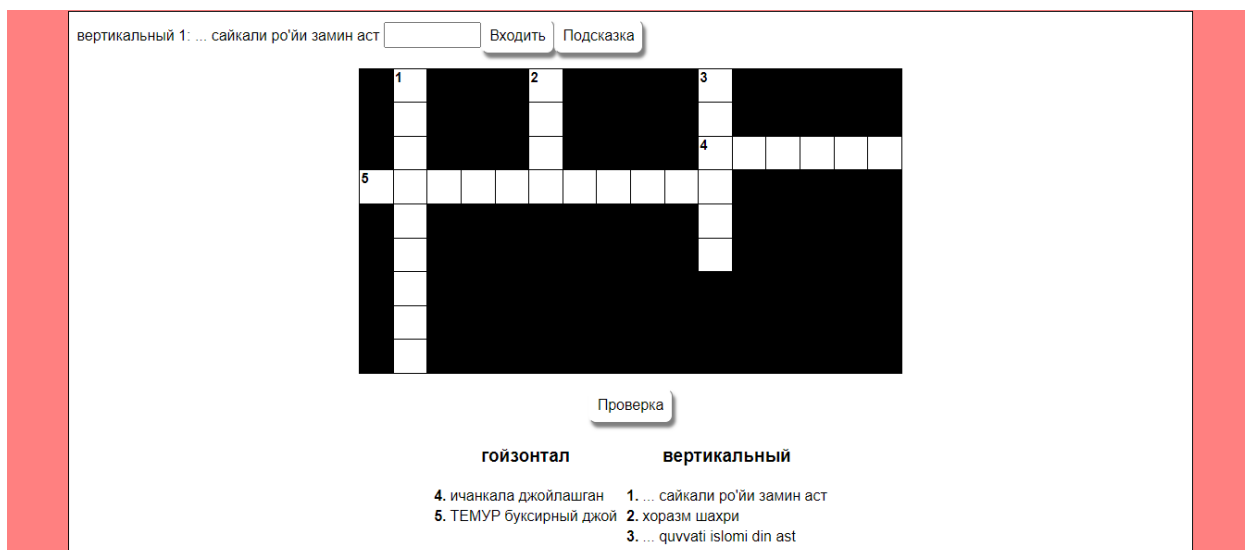 вертикальный 1: ... сайкали ро'йи замин аст Входить Подсказка
1 2 3
4
5
Проверка
гойзонтал вертикальный
4. ичанкала джойлашган 1. ... сайкали ро'йи замин аст
5. ТЕМУР буксирный джой 2. хоразм шахри
3. ... quvvati islomi din ast